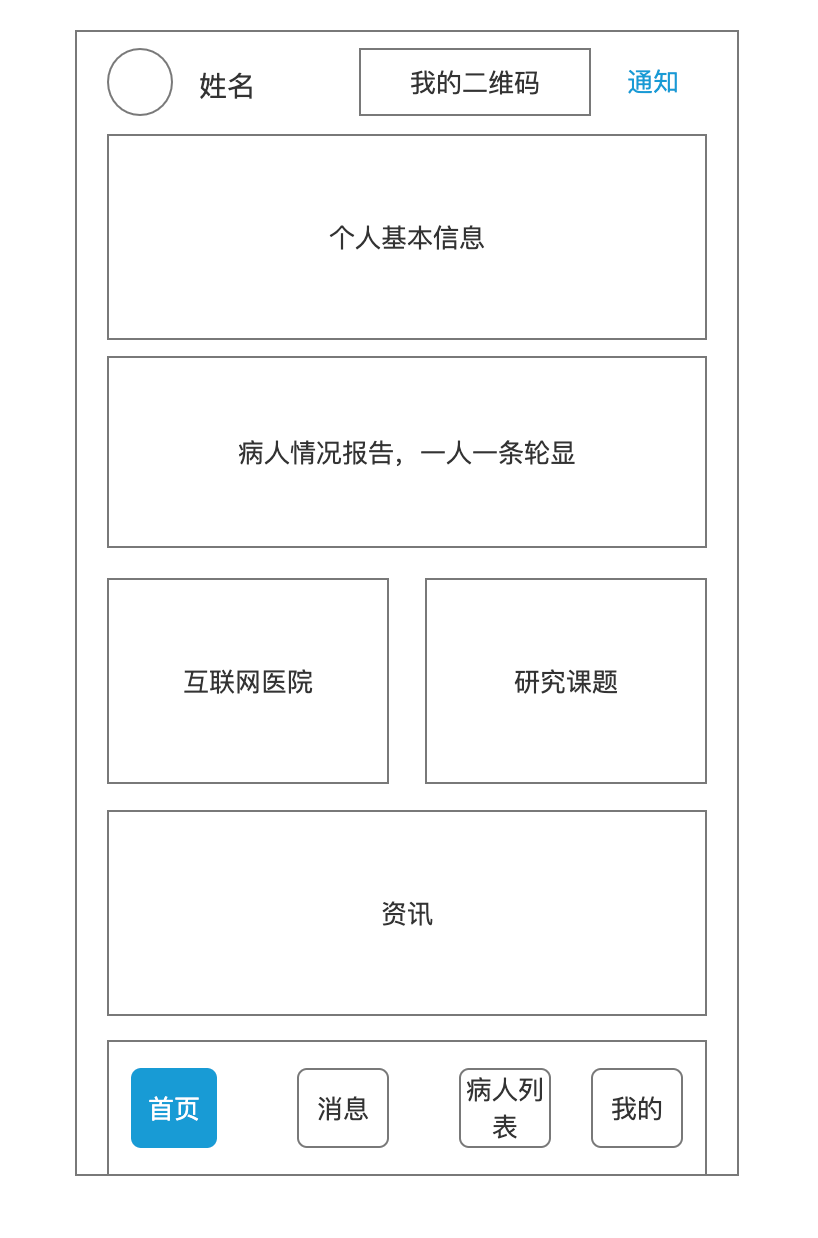 姓名
我的二维码
通知
个人基本信息
病人情况报告，一人一条轮显
互联网医院
研究课题
资讯
首页
消息
病人列
表
我的